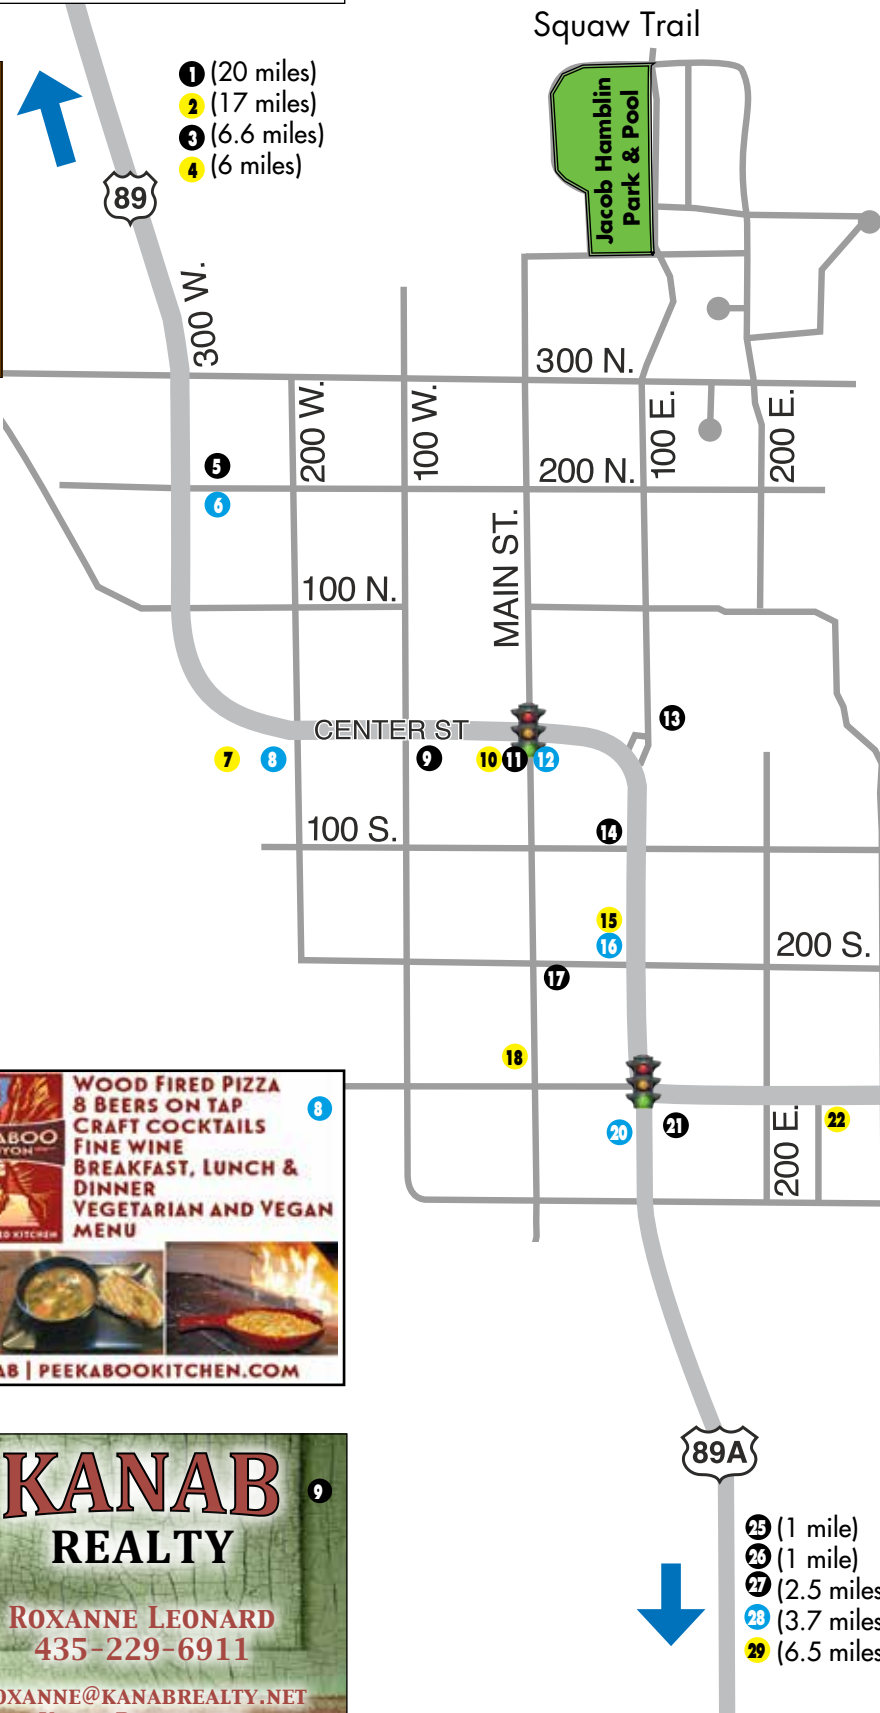 Squaw Trail
1 (20 miles)
2 (17 miles)
3 (6.6 miles)
4 (6 miles)
Jacob Hamblin
Park & Pool
89
300 W.
300 N.
200 W.
100 W.
100 E.
200 E.
5
200 N.
6
MAIN ST.
100 N.
13
CENTER ST
7
8
9
10
11
12
14
100 S.
15
16
200 S.
17
18
20
21
22
200 E.
WOOD FIRED PIZZA
8 BEERS ON TAP
8
CRAFT COCKTAILS
FINE WINE
BREAKFAST, LUNCH &
DINNER
VEGETARIAN AND VEGAN
MENU
KITCHEN
AB | PEEKABOOKITCHEN.COM
KANAB
9
REALTY
ROXANNE LEONARD
435-229-6911
OXANNE@KANABREALTY.NET
89A
25 (1 mile)
26 (1 mile)
27 (2.5 miles
28 (3.7 miles
29 (6.5 miles